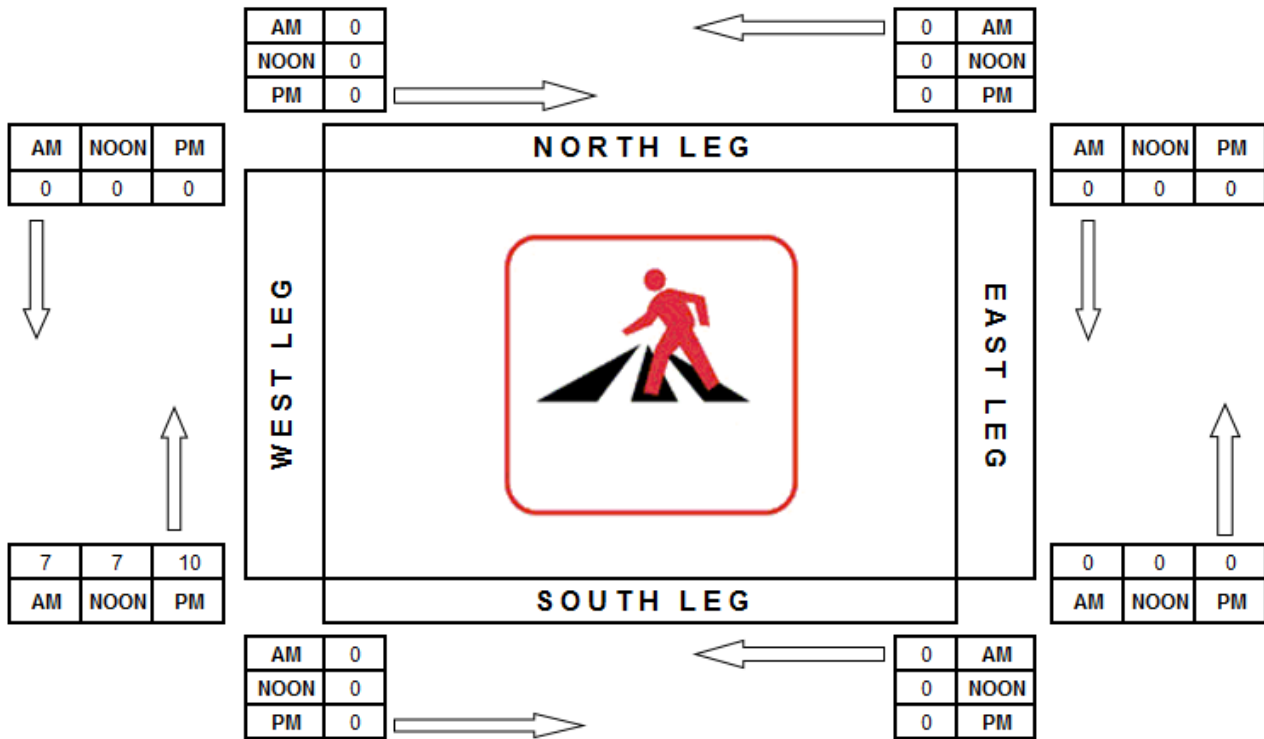 AM 0
NOON 0
PM 0
0 AM
0 NOON
0 PM
AM NOON PM
0 0 0
AM NOON PM
0 0 0
NORTH LEG
WEST LEG
EAST LEG
7 7 10
AM NOON PM
0 0 0
AM NOON PM
SOUTH LEG
AM 0
NOON 0
PM 0
0 AM
0 NOON
0 PM